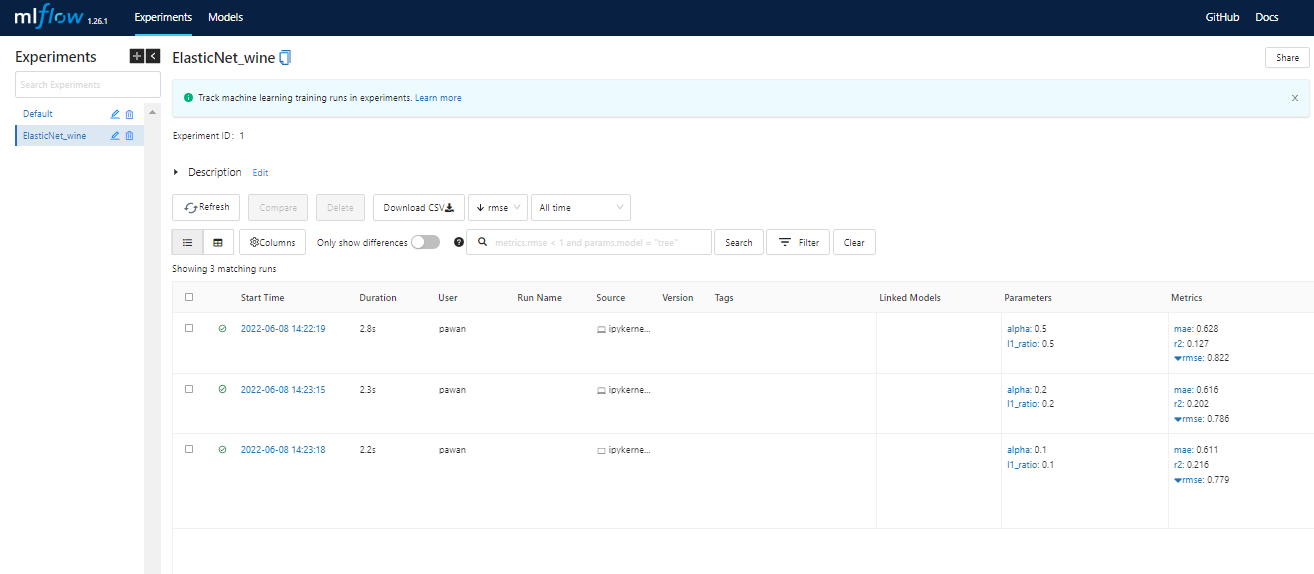 mlflow 1.26.1 Experiments Models GitHub Docs
Experiments
Search Experiments
Default
ElasticNet_wine
ElasticNet_wine
Share
Track machine learning training runs in experiments. Learn more
Experiment ID: 1
Description Edit
Refresh Compare Delete Download CSV rmse All time
Columns Only show differences metrics.rmse < 1 and params.model = "tree" Search Filter Clear
Showing 3 matching runs
Start Time Duration User Run Name Source Version Tags Linked Models Parameters Metrics
2022-06-08 14:22:19 2.8s pawan ipykerne... alpha: 0.5 mae: 0.628
l1_ratio: 0.5 r2: 0.127
rmse: 0.822
2022-06-08 14:23:15 2.3s pawan ipykerne... alpha: 0.2 mae: 0.616
l1_ratio: 0.2 r2: 0.202
rmse: 0.786
2022-06-08 14:23:18 2.2s pawan ipykerne... alpha: 0.1 mae: 0.611
l1_ratio: 0.1 r2: 0.216
rmse: 0.779